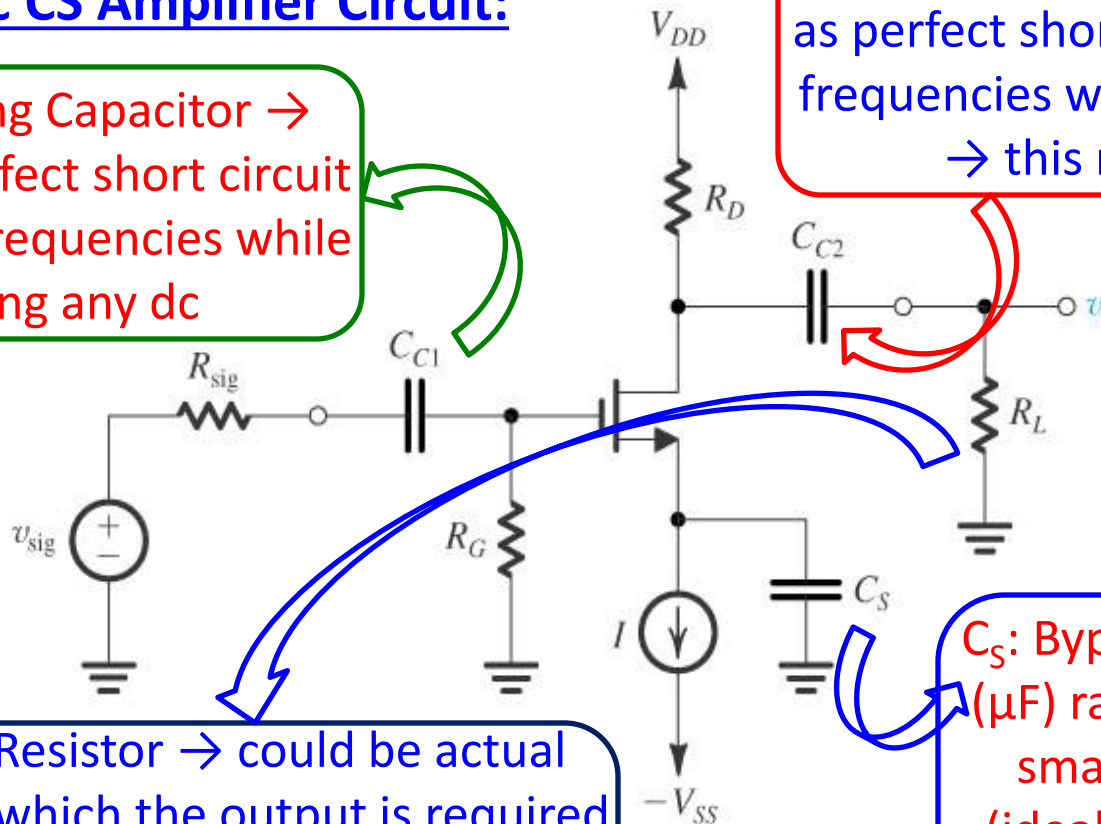 C CS Amplifier Circuit:
ng Capacitor →
fect short circuit
requencies while
ng any dc
V_DD
as perfect shor
frequencies w
→ this r
R_D
C_C2
v
C_C1
R_sig
R_L
v_sig
+
−
R_G
C_S
I
C_S: Byp
(μF) ra
sma
(ideal
Resistor → could be actual
which the output is required
−V_SS